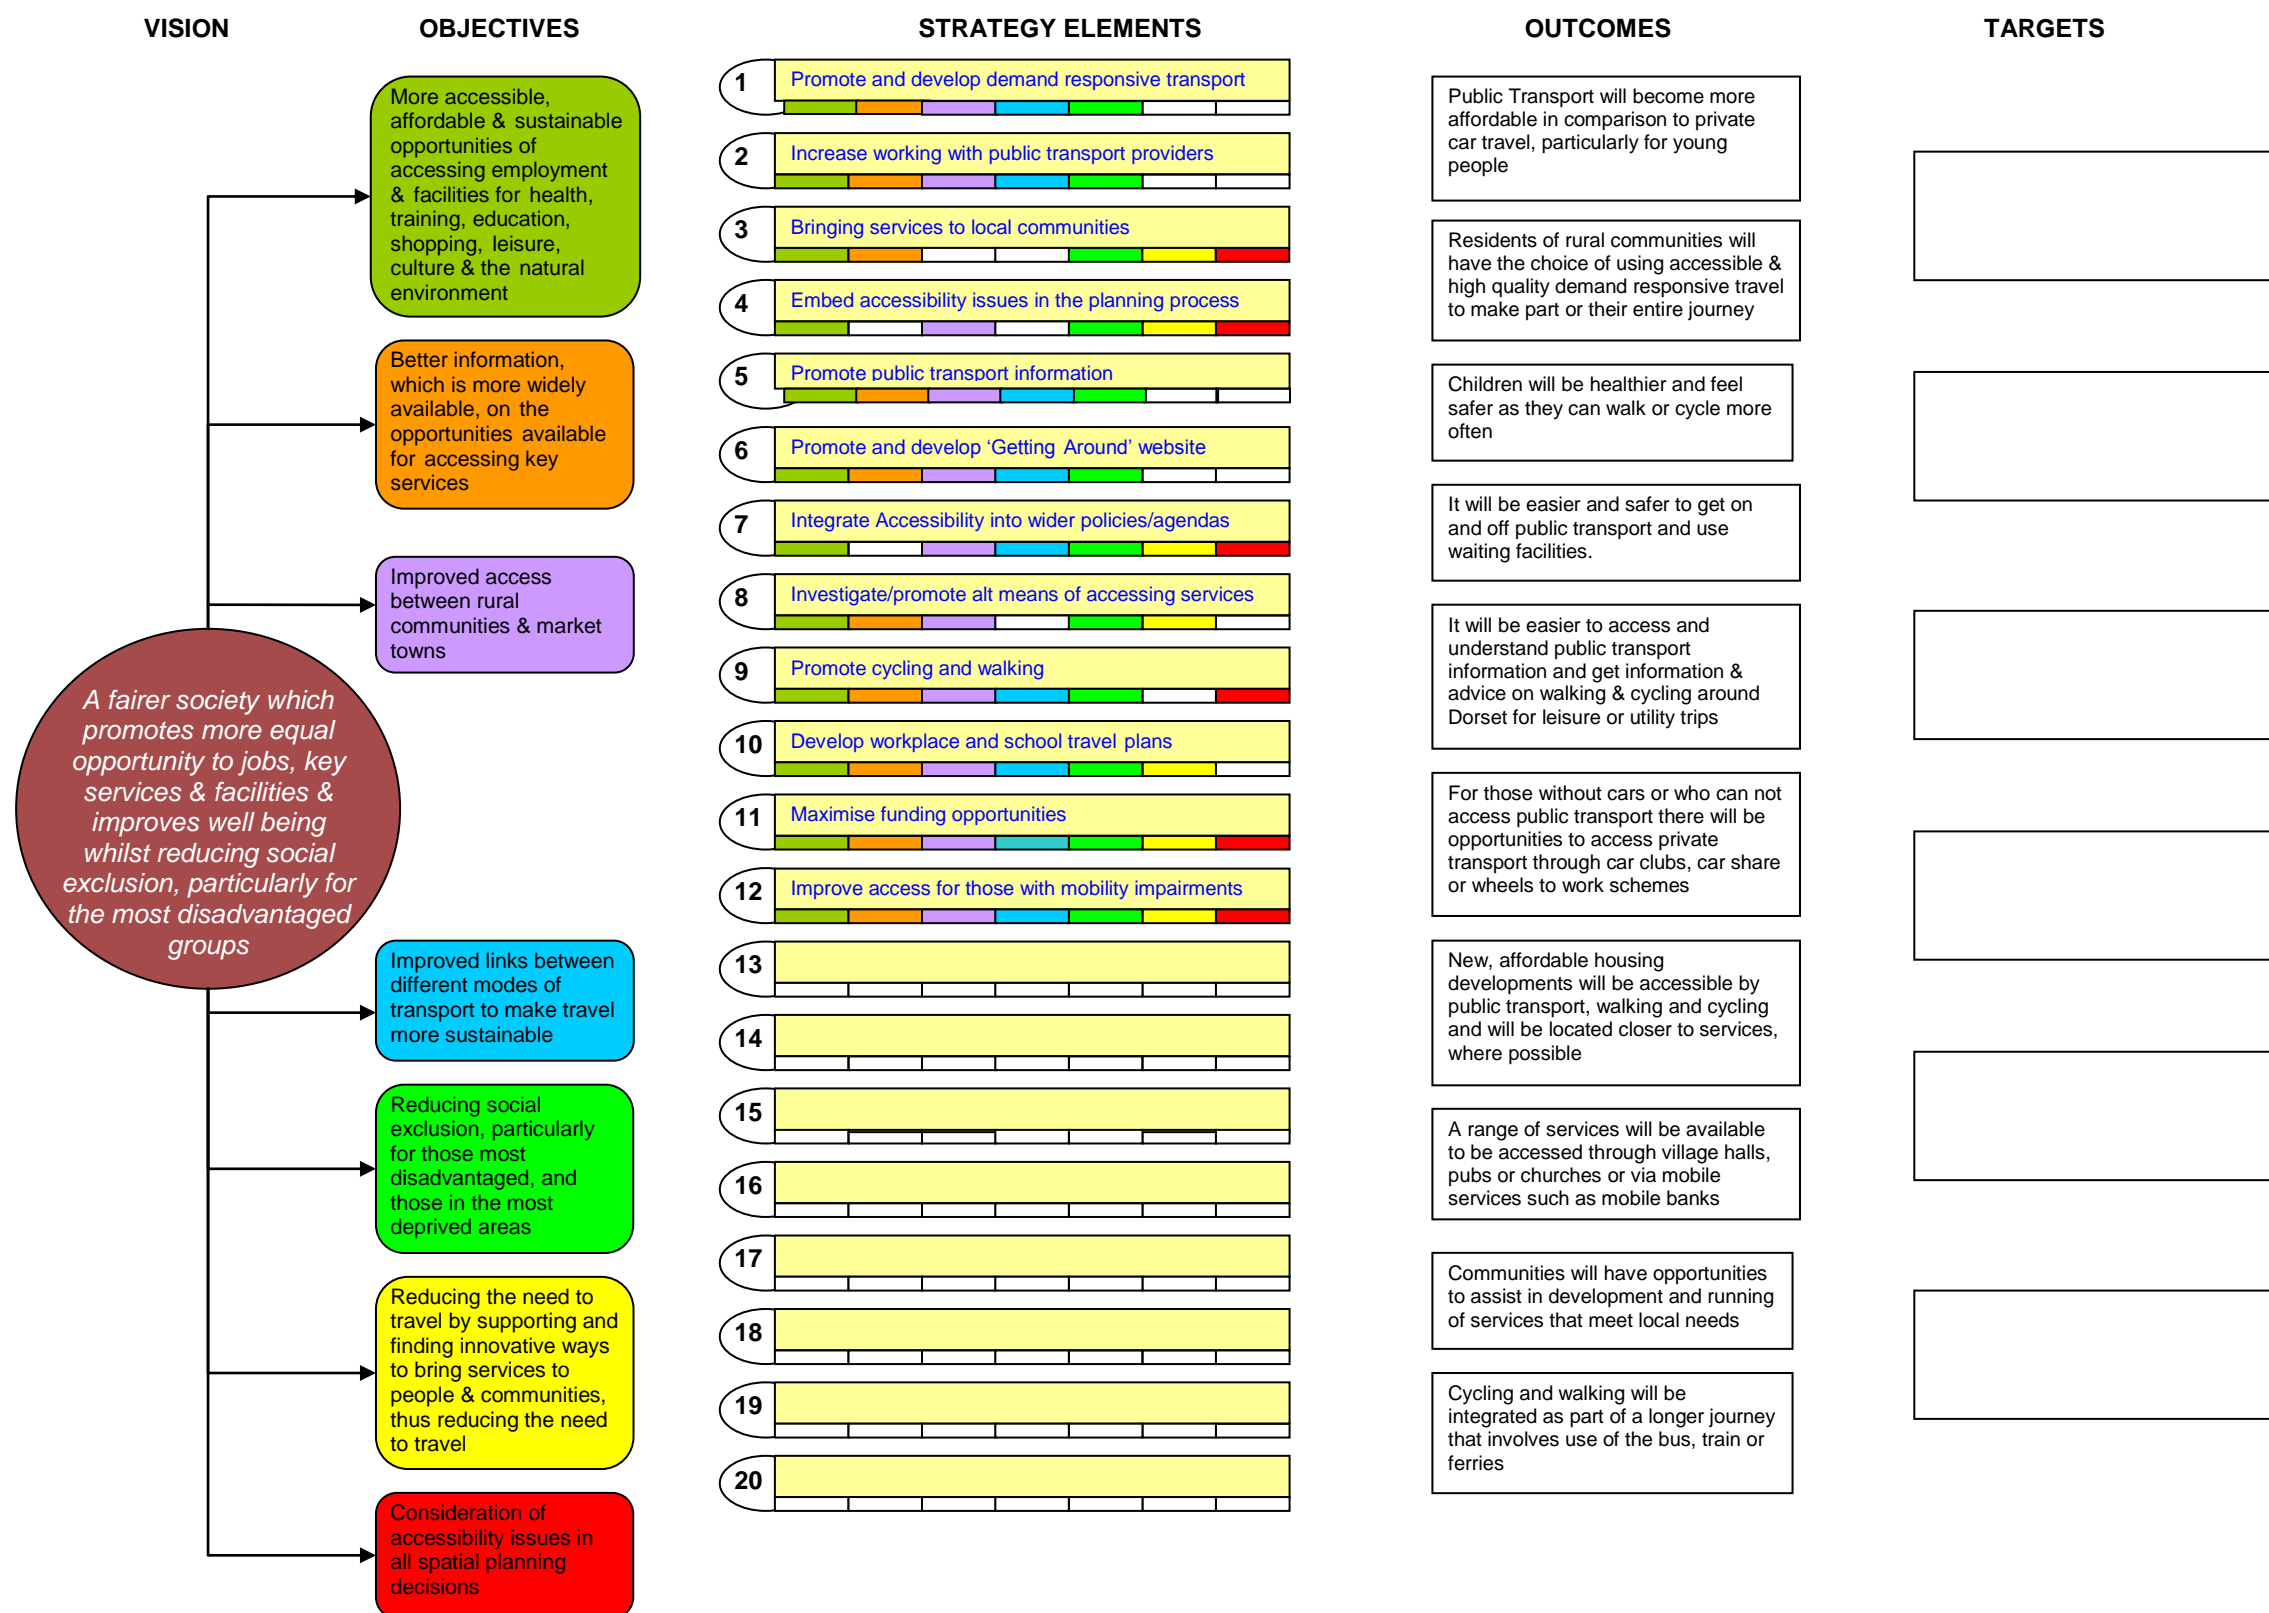 VISION
OBJECTIVES
STRATEGY ELEMENTS
OUTCOMES
TARGETS
A fairer society which
promotes more equal
opportunity to jobs, key
services & facilities &
improves well being
whilst reducing social
exclusion, particularly for
the most disadvantaged
groups
More accessible,
affordable & sustainable
opportunities of
accessing employment
& facilities for health,
training, education,
shopping, leisure,
culture & the natural
environment
Better information,
which is more widely
available, on the
opportunities available
for accessing key
services
Improved access
between rural
communities & market
towns
Improved links between
different modes of
transport to make travel
more sustainable
Reducing social
exclusion, particularly
for those most
disadvantaged, and
those in the most
deprived areas
Reducing the need to
travel by supporting and
finding innovative ways
to bring services to
people & communities,
thus reducing the need
to travel
Consideration of
accessibility issues in
all spatial planning
decisions
1 Promote and develop demand responsive transport
2 Increase working with public transport providers
3 Bringing services to local communities
4 Embed accessibility issues in the planning process
5 Promote public transport information
6 Promote and develop ‘Getting Around’ website
7 Integrate Accessibility into wider policies/agendas
8 Investigate/promote alt means of accessing services
9 Promote cycling and walking
10 Develop workplace and school travel plans
11 Maximise funding opportunities
12 Improve access for those with mobility impairments
13
14
15
16
17
18
19
20
Public Transport will become more
affordable in comparison to private
car travel, particularly for young
people
Residents of rural communities will
have the choice of using accessible &
high quality demand responsive travel
to make part or their entire journey
Children will be healthier and feel
safer as they can walk or cycle more
often
It will be easier and safer to get on
and off public transport and use
waiting facilities.
It will be easier to access and
understand public transport
information and get information &
advice on walking & cycling around
Dorset for leisure or utility trips
For those without cars or who can not
access public transport there will be
opportunities to access private
transport through car clubs, car share
or wheels to work schemes
New, affordable housing
developments will be accessible by
public transport, walking and cycling
and will be located closer to services,
where possible
A range of services will be available
to be accessed through village halls,
pubs or churches or via mobile
services such as mobile banks
Communities will have opportunities
to assist in development and running
of services that meet local needs
Cycling and walking will be
integrated as part of a longer journey
that involves use of the bus, train or
ferries